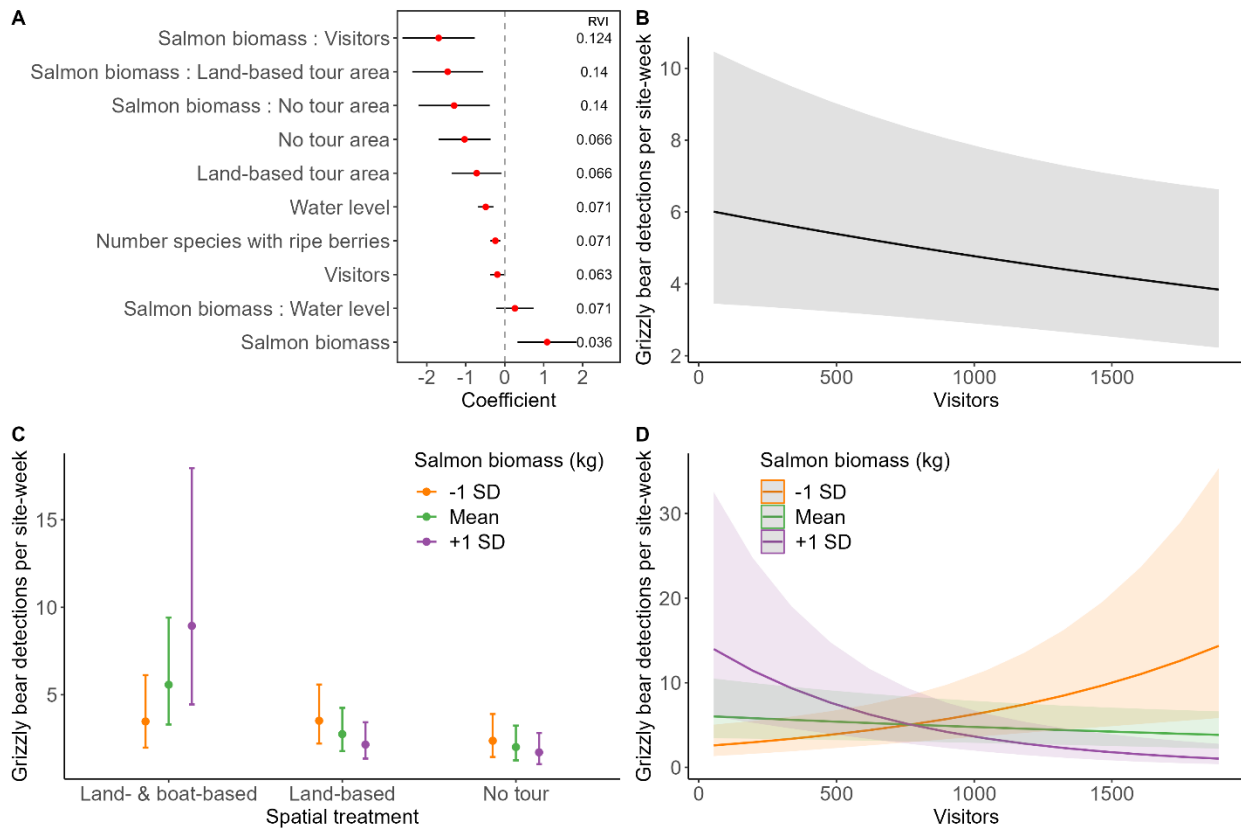 A
RVI
Salmon biomass : Visitors
0.124
Salmon biomass : Land-based tour area
0.14
Salmon biomass : No tour area
0.14
No tour area
0.066
Land-based tour area
0.066
Water level
0.071
Number species with ripe berries
0.071
Visitors
0.063
Salmon biomass : Water level
0.071
Salmon biomass
0.036
-2 -1 0 1 2
Coefficient
B
Grizzly bear detections per site-week
10
8
6
4
2
0 500 1000 1500
Visitors
C
Grizzly bear detections per site-week
15
10
5
Salmon biomass (kg)
-1 SD
Mean
+1 SD
Land- & boat-based Land-based No tour
Spatial treatment
D
Grizzly bear detections per site-week
30
20
10
0
Salmon biomass (kg)
-1 SD
Mean
+1 SD
0 500 1000 1500
Visitors